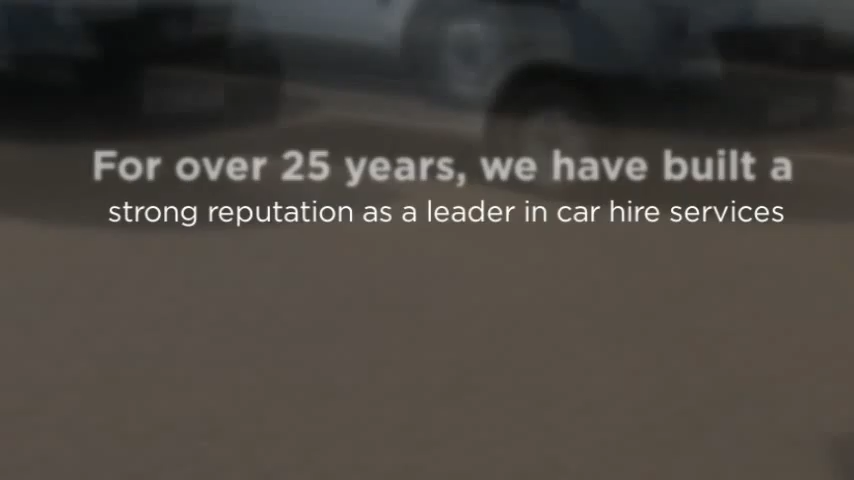 For over 25 years, we have built a
strong reputation as a leader in car hire services